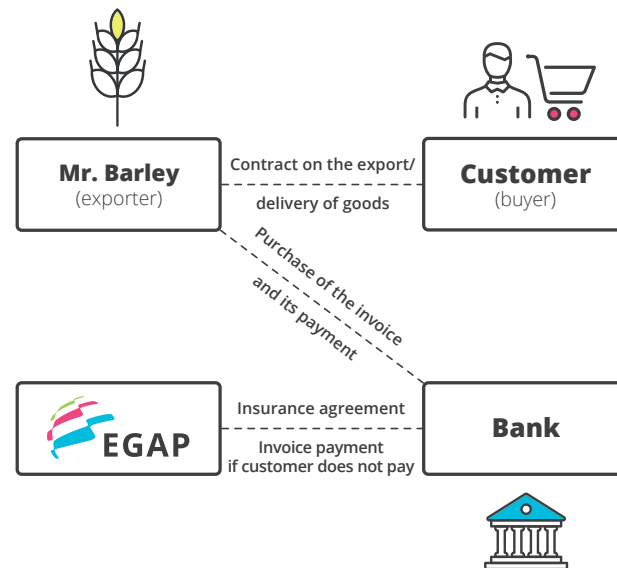 Mr. Barley
(exporter)
Contract on the export/
delivery of goods
Customer
(buyer)
Purchase of the invoice
and its payment
EGAP
Insurance agreement
Invoice payment
if customer does not pay
Bank